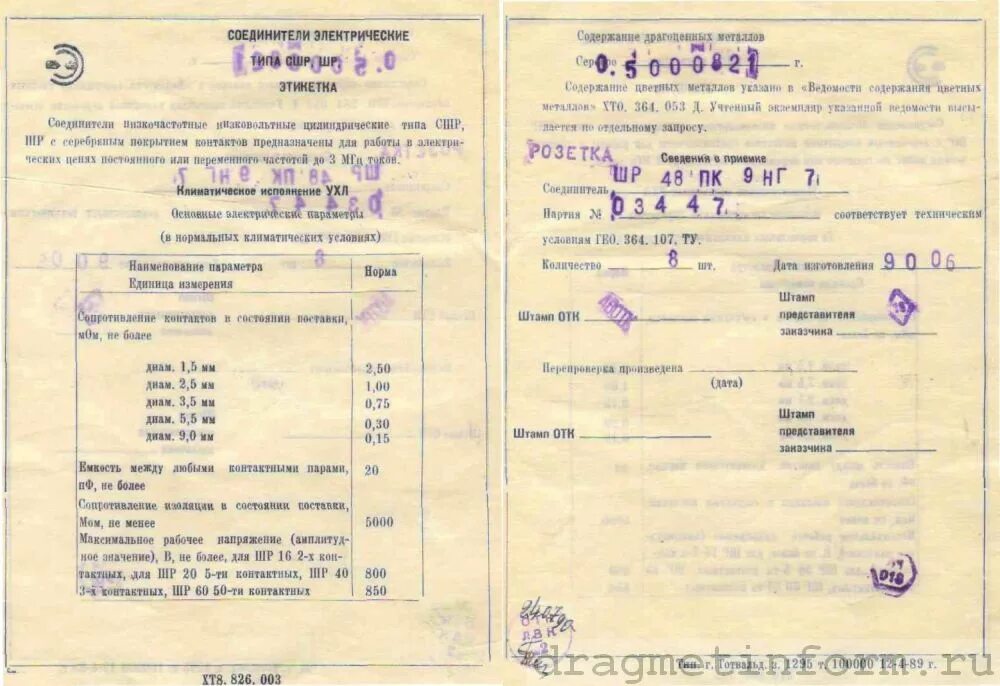 СОЕДИНИТЕЛИ ЭЛЕКТРИЧЕСКИЕ
ТИПА СШР, ШР
ЭТИКЕТКА
Соединители низкочастотные низковольтные цилиндрические типа СШР,
ШР с серебряным покрытием контактов предназначены для работы в электри-
ческих цепях постоянного или переменного частотой до 3 МГц токов.
Климатическое исполнение УХЛ
Основные электрические параметры
(в нормальных климатических условиях)
Наименование параметра
Единица измерения
Норма
Сопротивление контактов в состоянии поставки,
мОм, не более
диам. 1,5 мм 2,50
диам. 2,5 мм 1,00
диам. 3,5 мм 0,75
диам. 5,5 мм 0,30
диам. 9,0 мм 0,15
Емкость между любыми контактными парами, 20
пФ, не более
Сопротивление изоляции в состоянии поставки,
Мом, не менее 5000
Максимальное рабочее напряжение (амплитуд-
ное значение), В, не более, для ШР 16 2-х кон-
тактных, для ШР 20 5-ти контактных, ШР 40 800
3-х контактных, ШР 60 50-ти контактных 850
ХТ8. 826. 003
Содержание драгоценных металлов
Серебро 0.5000821 г.
Содержание цветных металлов указано в «Ведомости содержания цветных
металлов» ХТО. 364. 053 Д. Учтенный экземпляр указанной ведомости высы-
лается по отдельному запросу.
РОЗЕТКА Сведения о приемке
Соединитель ШР 48 ПК 9 НГ 7
Партия № 03447 соответствует техническим
условиям ГЕО. 364. 107. ТУ.
Количество 8 шт. Дата изготовления 9006
Штамп ОТК
Штамп
представителя
заказчика
Перепроверка произведена
(дата)
Штамп ОТК
Штамп
представителя
заказчика
018
Тип. г. Готвальд. з. 1295 т. 100000 12-4-89 г.
dragmetinform.ru